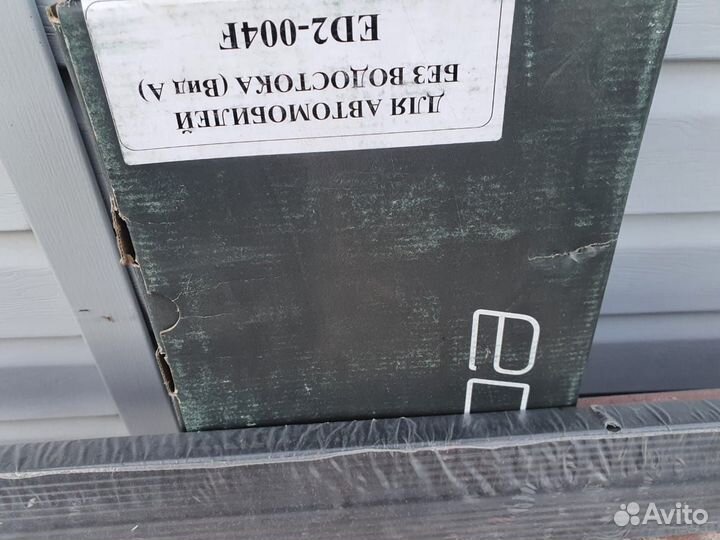 ДЛЯ АВТОМОБИЛЕЙ
БЕЗ ВОДОСТОКА (Вид А)
ED2-004F
Avito